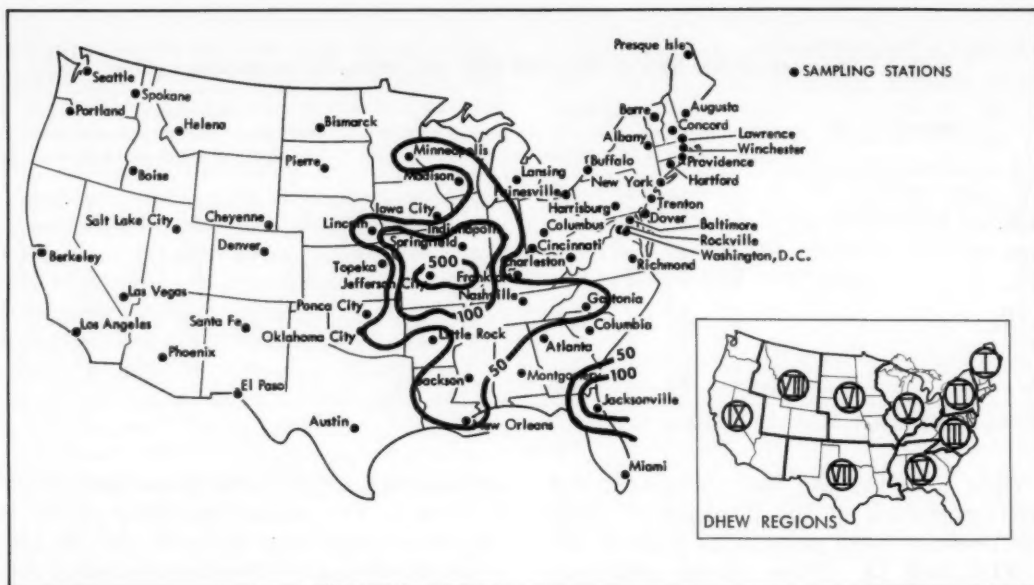 Presque Isle
SAMPLING STATIONS
Seattle
Spokane
Portland
Helena
Bismarck
Barre
Augusta
Concord
Lawrence
Albany
Winchester
Minneapolis
Pierre
Lansing
Buffalo
Providence
Boise
Madison
Painesville
New York
Hartford
Trenton
Iowa City
Harrisburg
Dover
Salt Lake City
Cheyenne
Lincoln
Indianapolis
Columbus
Baltimore
Springfield
Cincinnati
Rockville
Berkeley
Denver
500
Charleston
Washington, D.C.
Topeka
Frankfort
Richmond
Jefferson City
Las Vegas
Nashville
Gastonia
Ponca City
100
Los Angeles
Santa Fe
Oklahoma City
Little Rock
Columbia
Atlanta
Phoenix
50
50
El Paso
Jackson
Montgomery
100
Jacksonville
Austin
New Orleans
Miami
I
VIII
VI
II
V
IX
III
VII
IV
DHEW REGIONS